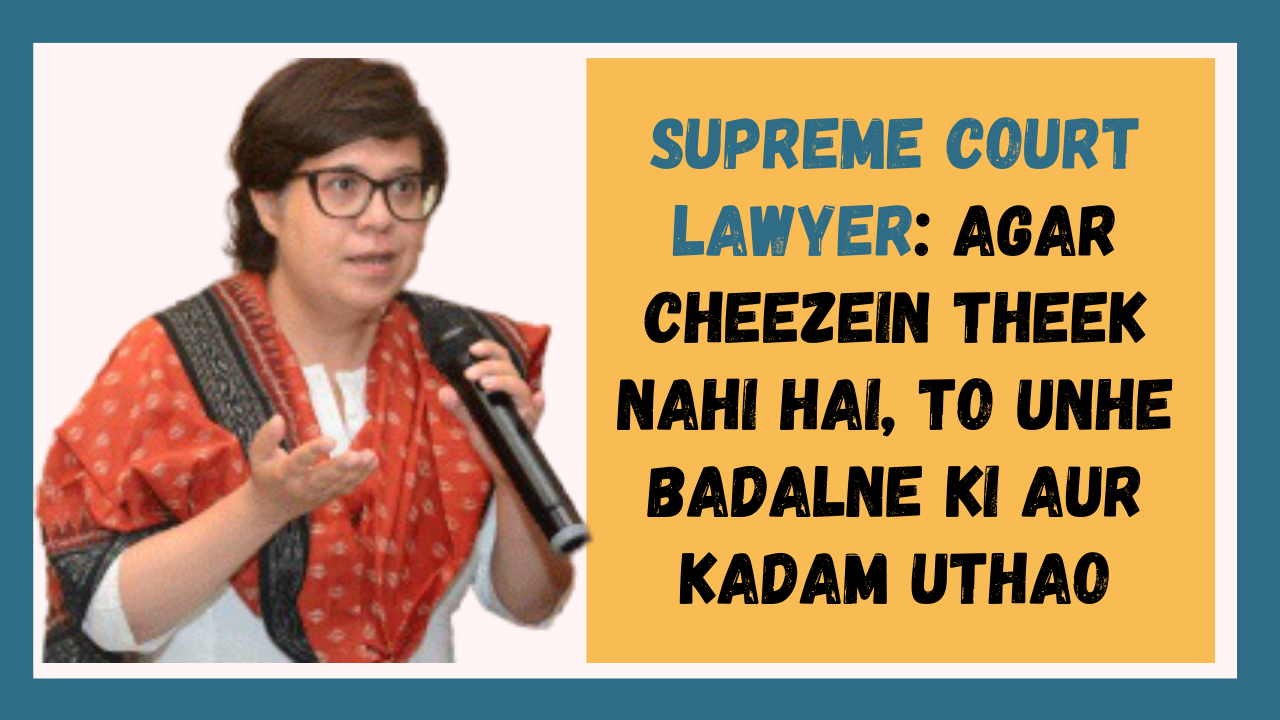 SUPREME COURT
LAWYER: AGAR
CHEEZEIN THEEK
NAHI HAI, TO UNHE
BADALNE KI AUR
KADAM UTHAO